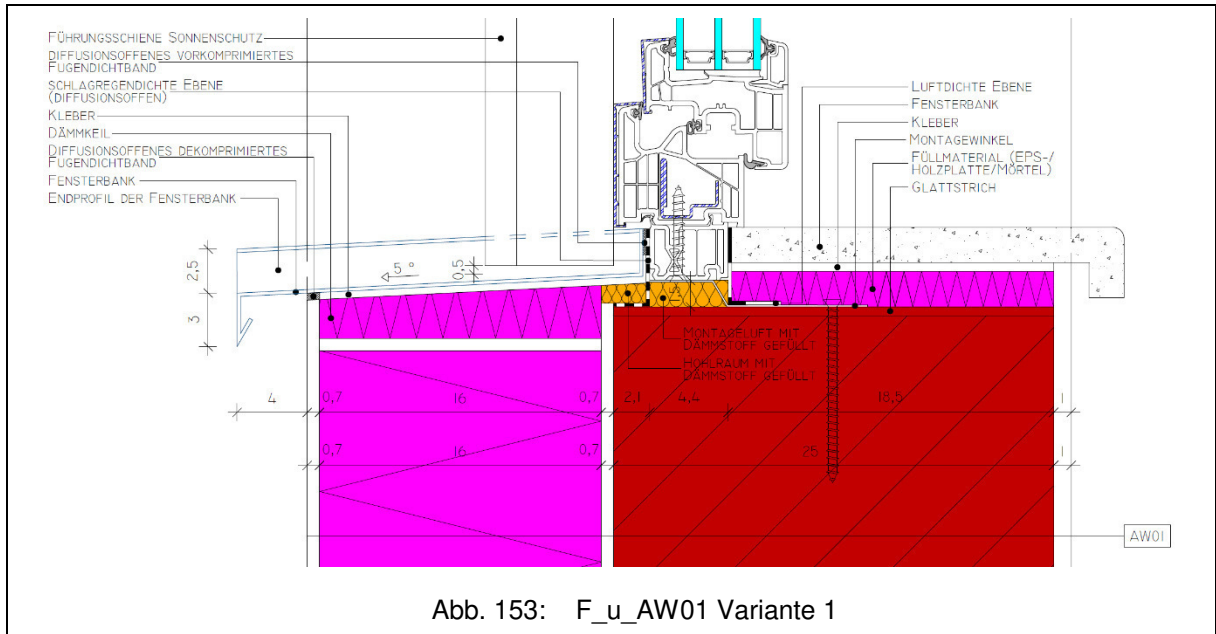 FÜHRUNGSSCHIENE SONNENSCHUTZ
DIFFUSIONSOFFENES VORKOMPRIMIERTES
FUGENDICHTBAND
SCHLAGREGENDICHTE EBENE
(DIFFUSIONSOFFEN)
KLEBER
DÄMMKEIL
DIFFUSIONSOFFENES DEKOMPRIMIERTES
FUGENDICHTBAND
FENSTERBANK
ENDPROFIL DER FENSTERBANK
LUFTDICHTE EBENE
FENSTERBANK
KLEBER
MONTAGEWINKEL
FÜLLMATERIAL (EPS-/
HOLZPLATTE/MÖRTEL)
GLATTSTRICH
2,5
3
5°
0,5
1,5
MONTAGELUFT MIT
DÄMMSTOFF GEFÜLLT
HOHLRAUM MIT
DÄMMSTOFF GEFÜLLT
4 0,7 16 0,7 2,1 4,4 18,5 1
0,7 16 0,7 25 1
AW01
Abb. 153: F_u_AW01 Variante 1